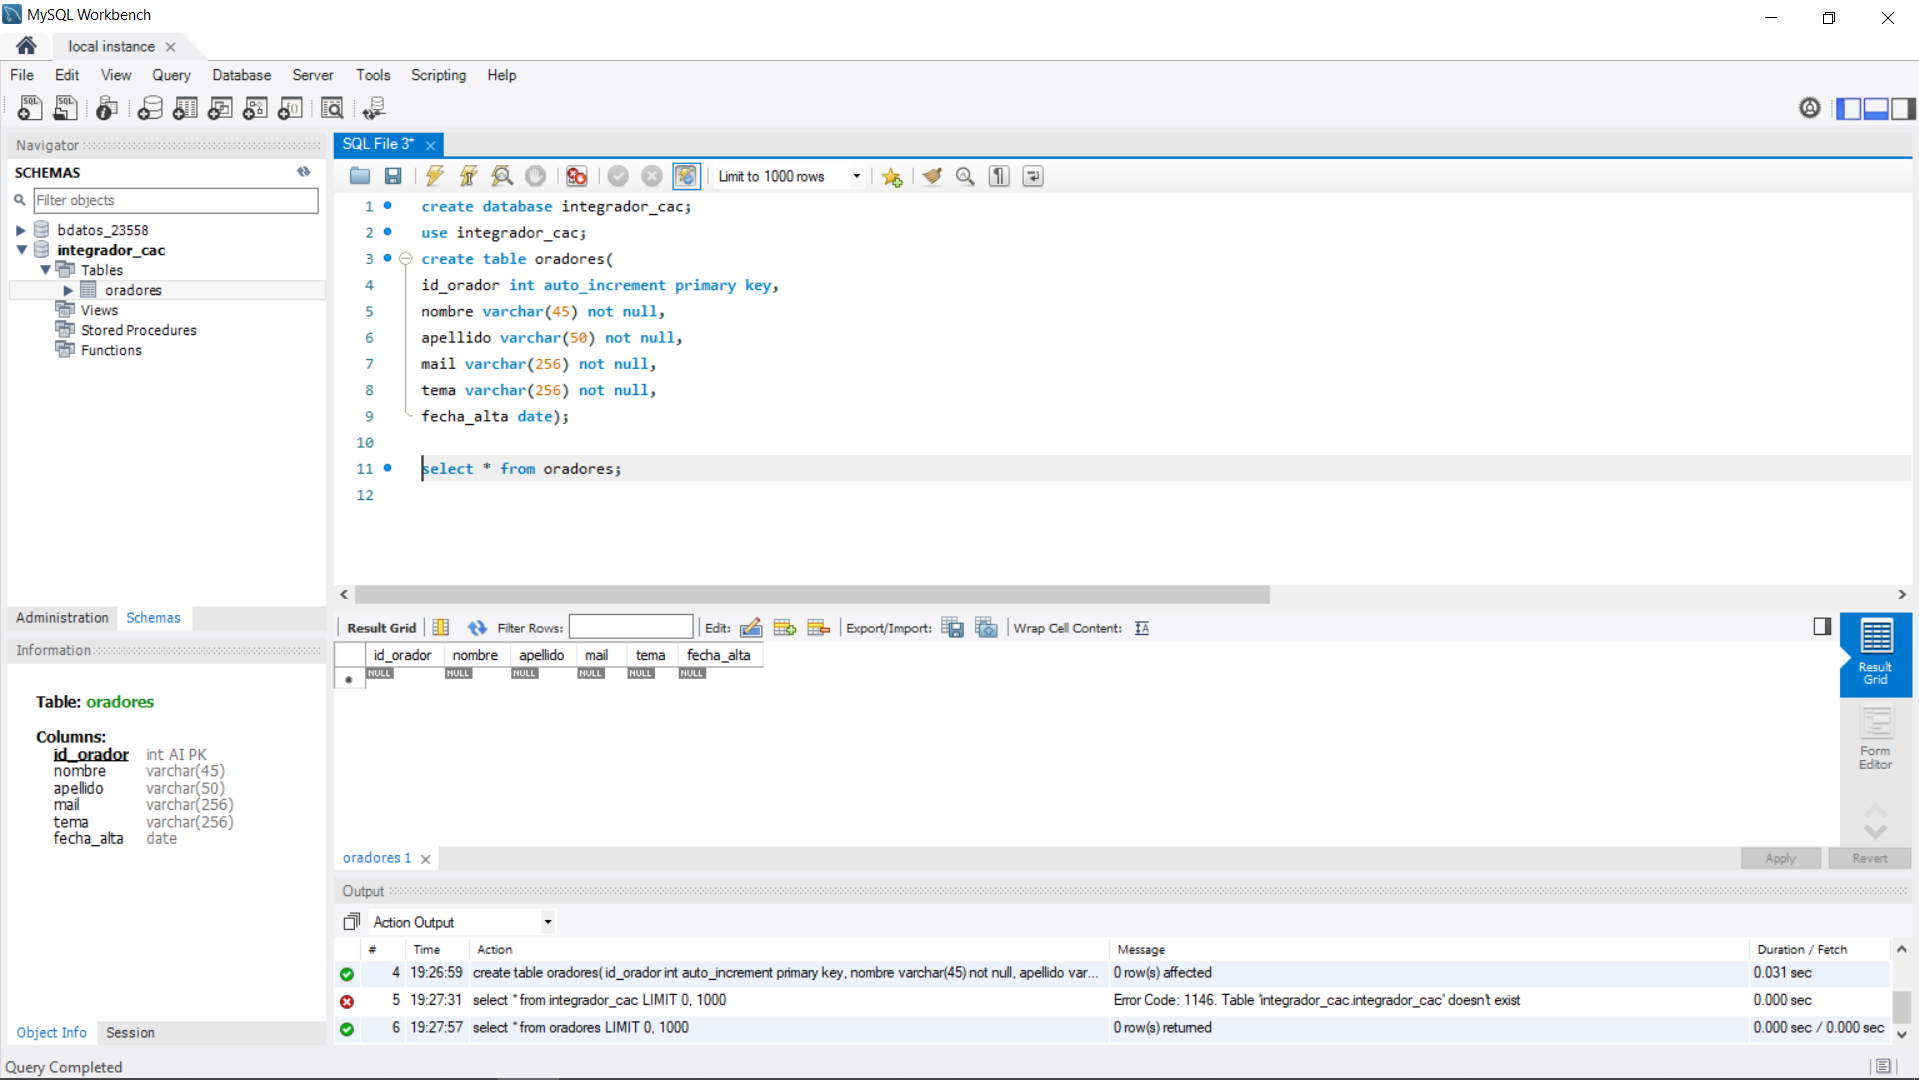 MySQL Workbench
local instance
File Edit View Query Database Server Tools Scripting Help
Navigator
SCHEMAS
Filter objects
bdatos_23558
integrador_cac
Tables
oradores
Views
Stored Procedures
Functions
Administration Schemas
Information
Table: oradores
Columns:
id_orador int AI PK
nombre varchar(45)
apellido varchar(50)
mail varchar(256)
tema varchar(256)
fecha_alta date
Object Info Session
SQL File 3*
Limit to 1000 rows
1 create database integrador_cac;
2 use integrador_cac;
3 create table oradores(
4 id_orador int auto_increment primary key,
5 nombre varchar(45) not null,
6 apellido varchar(50) not null,
7 mail varchar(256) not null,
8 tema varchar(256) not null,
9 fecha_alta date);
10
11 select * from oradores;
12
Result Grid Filter Rows: Edit: Export/Import: Wrap Cell Content:
id_orador nombre apellido mail tema fecha_alta
NULL NULL NULL NULL NULL NULL
Result
Grid
Form
Editor
oradores 1
Apply Revert
Output
Action Output
# Time Action Message Duration / Fetch
4 19:26:59 create table oradores( id_orador int auto_increment primary key, nombre varchar(45) not null, apellido var... 0 row(s) affected 0.031 sec
5 19:27:31 select * from integrador_cac LIMIT 0, 1000 Error Code: 1146. Table 'integrador_cac.integrador_cac' doesn't exist 0.000 sec
6 19:27:57 select * from oradores LIMIT 0, 1000 0 row(s) returned 0.000 sec / 0.000 sec
Query Completed